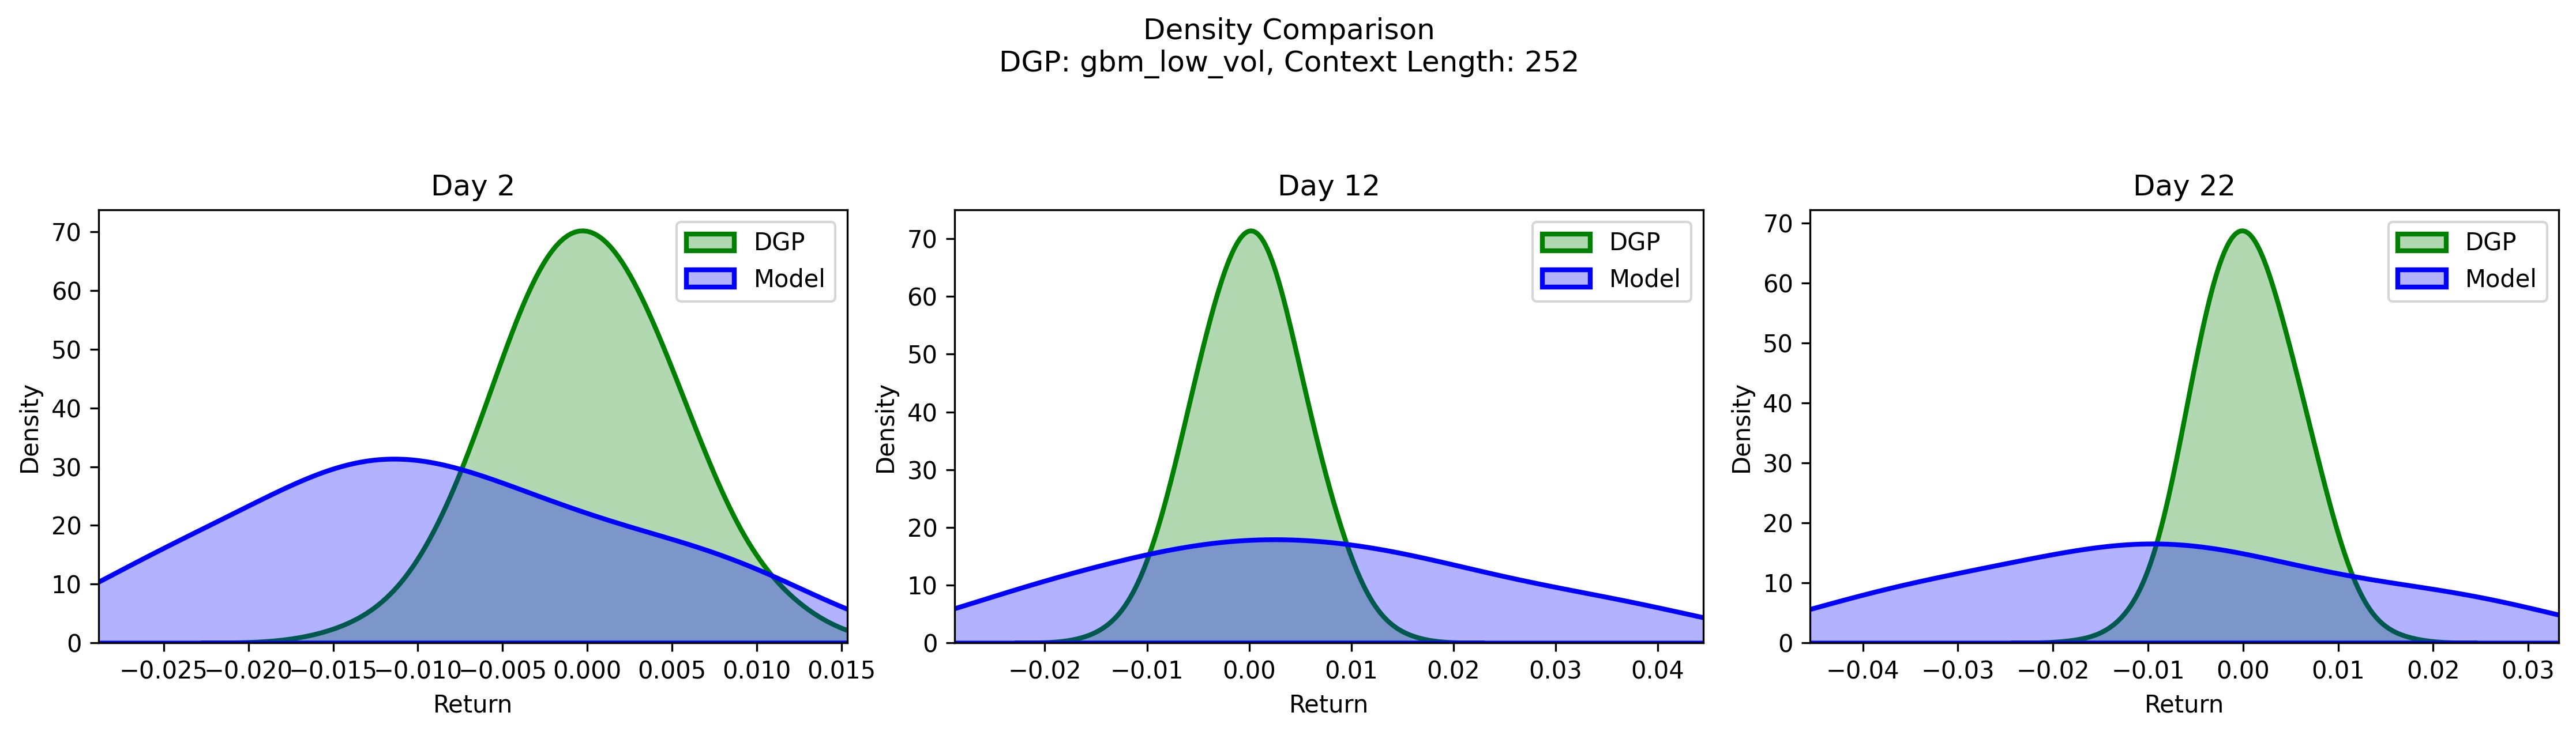 Density Comparison
DGP: gbm_low_vol, Context Length: 252
Day 2
70
60
50
40
30
20
10
0
Density
DGP
Model
−0.025 −0.020 −0.015 −0.010 −0.005 0.000 0.005 0.010 0.015
Return
Day 12
70
60
50
40
30
20
10
0
Density
DGP
Model
−0.02 −0.01 0.00 0.01 0.02 0.03 0.04
Return
Day 22
70
60
50
40
30
20
10
0
Density
DGP
Model
−0.04 −0.03 −0.02 −0.01 0.00 0.01 0.02 0.03
Return